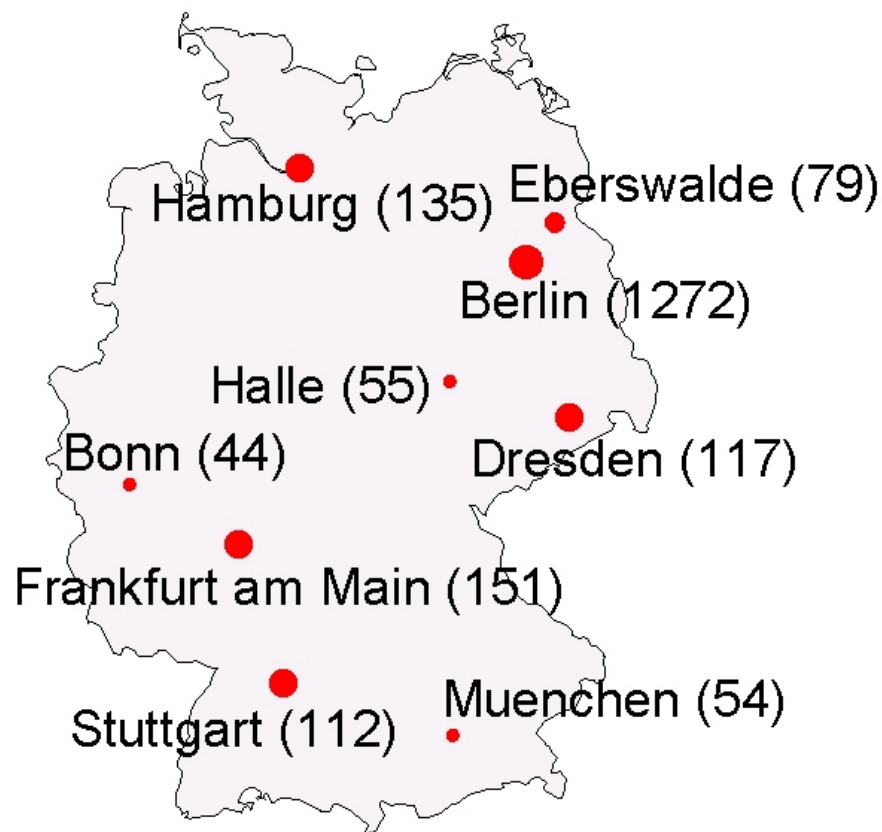 Eberswalde (79)
Hamburg (135)
Berlin (1272)
Halle (55)
Bonn (44)
Dresden (117)
Frankfurt am Main (151)
Muenchen (54)
Stuttgart (112)